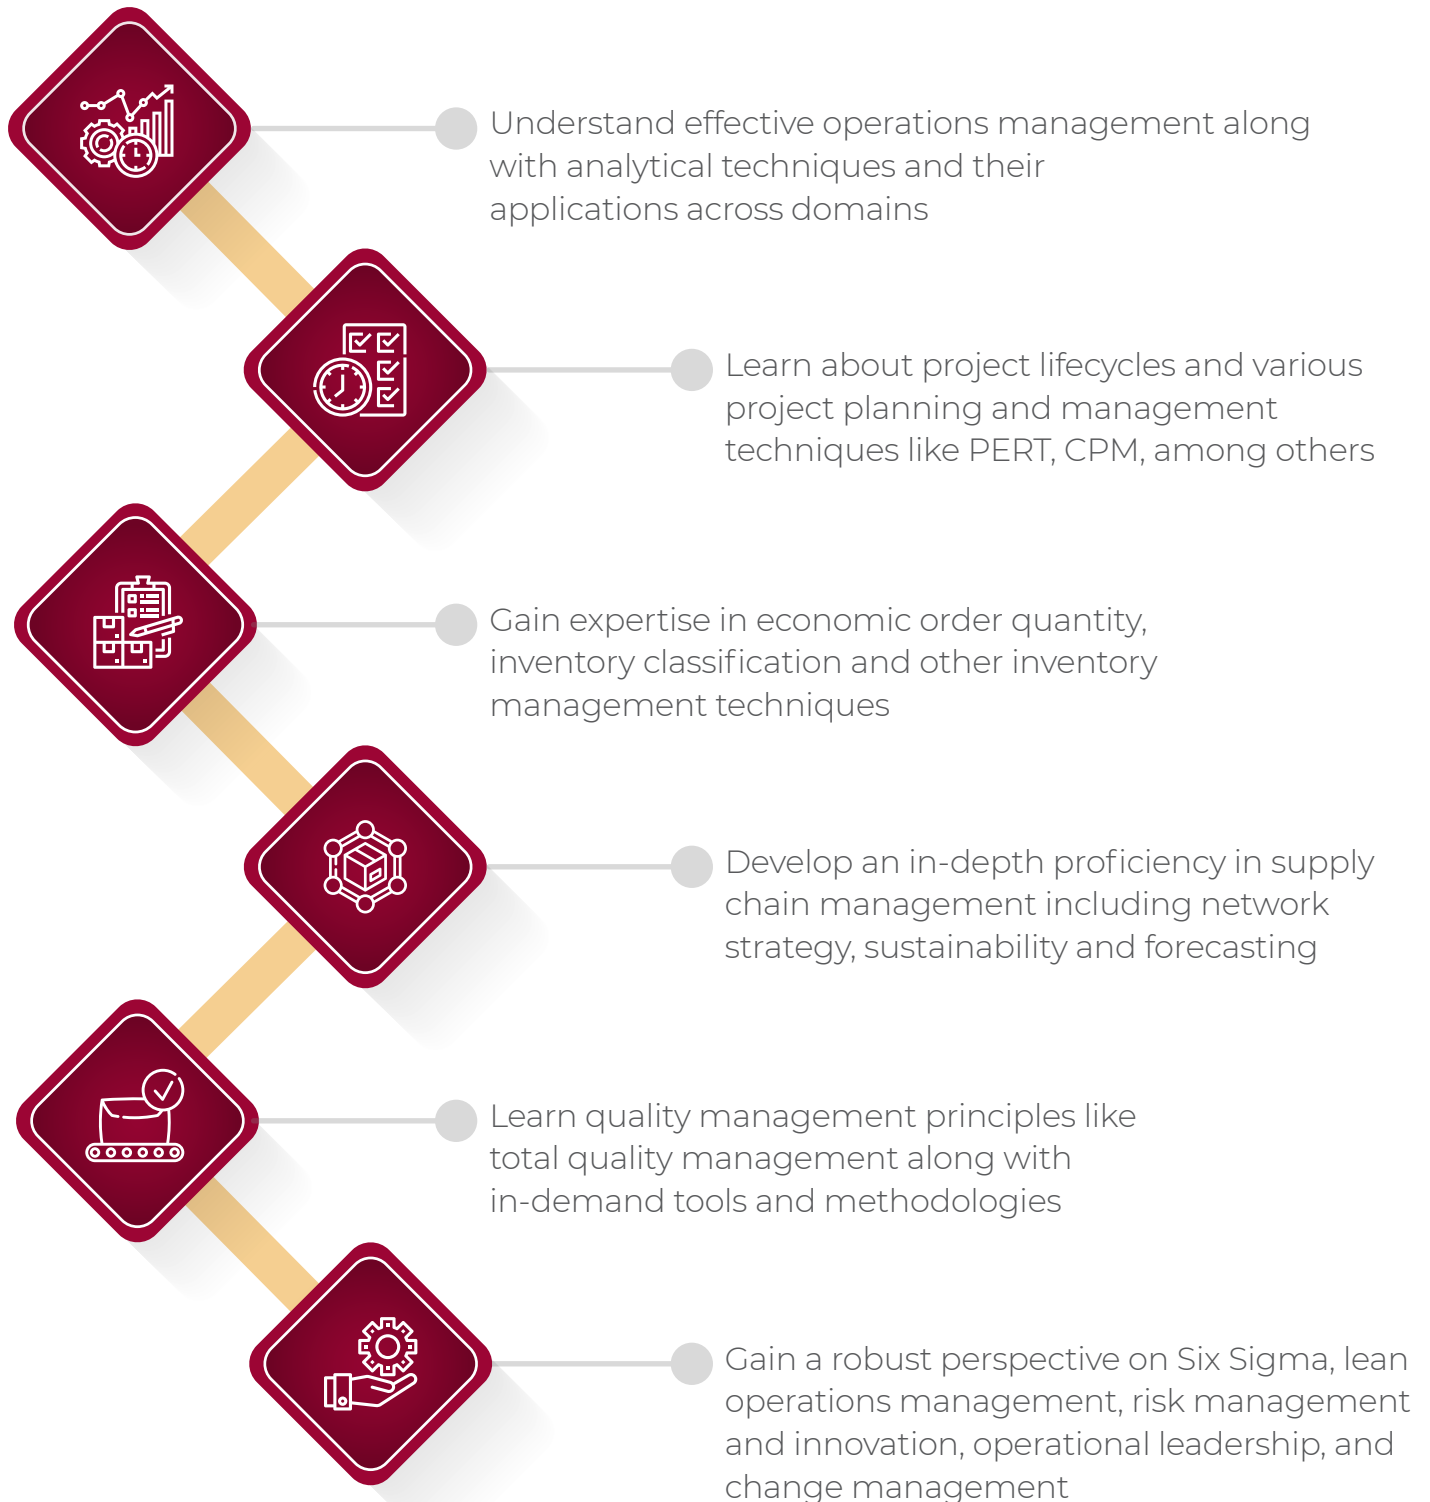 Understand effective operations management along
with analytical techniques and their
applications across domains
Learn about project lifecycles and various
project planning and management
techniques like PERT, CPM, among others
Gain expertise in economic order quantity,
inventory classification and other inventory
management techniques
Develop an in-depth proficiency in supply
chain management including network
strategy, sustainability and forecasting
Learn quality management principles like
total quality management along with
in-demand tools and methodologies
Gain a robust perspective on Six Sigma, lean
operations management, risk management
and innovation, operational leadership, and
change management